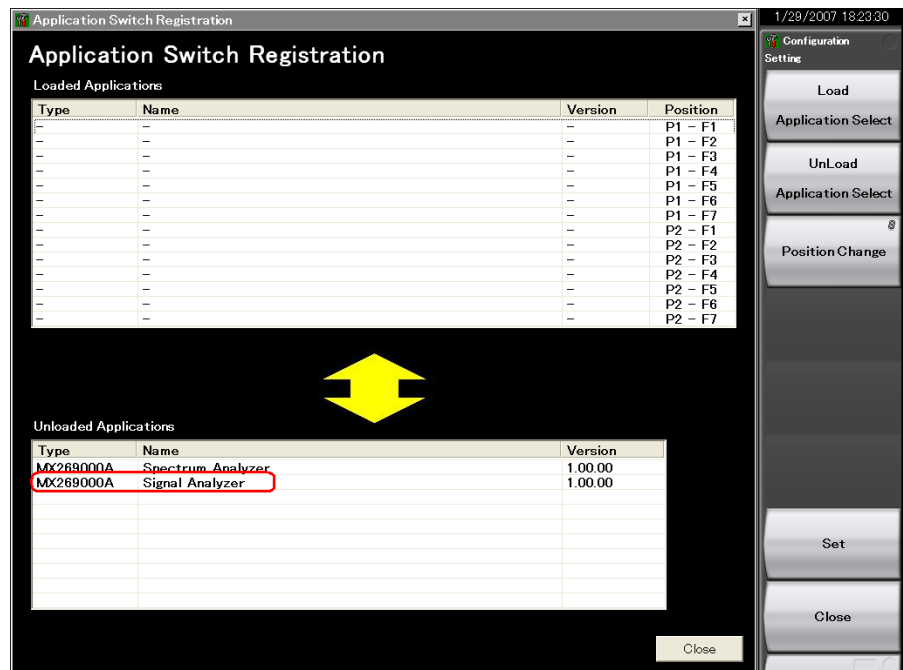 Application Switch Registration
1/29/2007 18:23:30
Application Switch Registration
Loaded Applications
Type Name Version Position
– – – P1 – F1
– – – P1 – F2
– – – P1 – F3
– – – P1 – F4
– – – P1 – F5
– – – P1 – F6
– – – P1 – F7
– – – P2 – F1
– – – P2 – F2
– – – P2 – F3
– – – P2 – F4
– – – P2 – F5
– – – P2 – F6
– – – P2 – F7
Unloaded Applications
Type Name Version
MX269000A Spectrum Analyzer 1.00.00
MX269000A Signal Analyzer 1.00.00
Close
Configuration
Setting
Load
Application Select
UnLoad
Application Select
Position Change
Set
Close